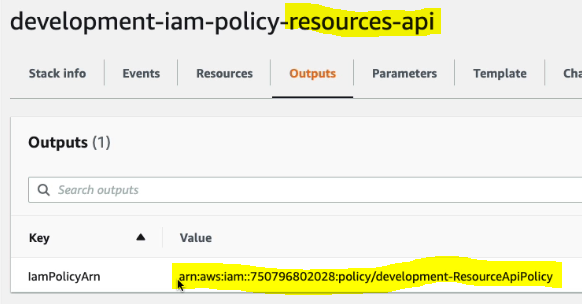 development-iam-policy-resources-api
Stack info Events Resources Outputs Parameters Template Cha
Outputs (1)
Search outputs
Key Value
IamPolicyArn arn:aws:iam::750796802028:policy/development-ResourceApiPolicy